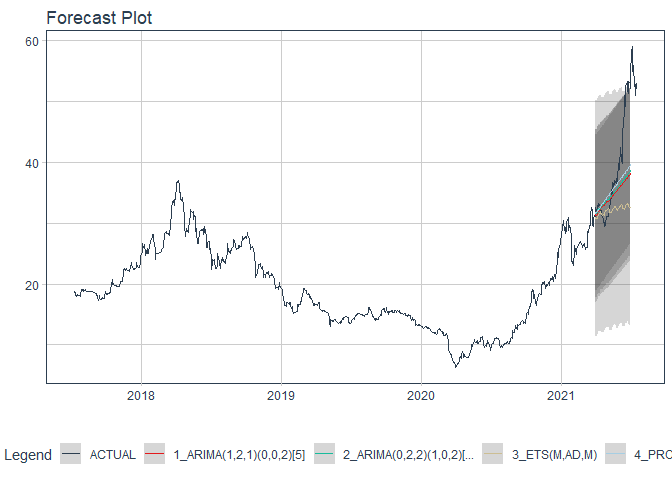 Forecast Plot
60
40
20
2018 2019 2020 2021
Legend ACTUAL 1_ARIMA(1,2,1)(0,0,2)[5] 2_ARIMA(0,2,2)(1,0,2)[... 3_ETS(M,AD,M) 4_PRO